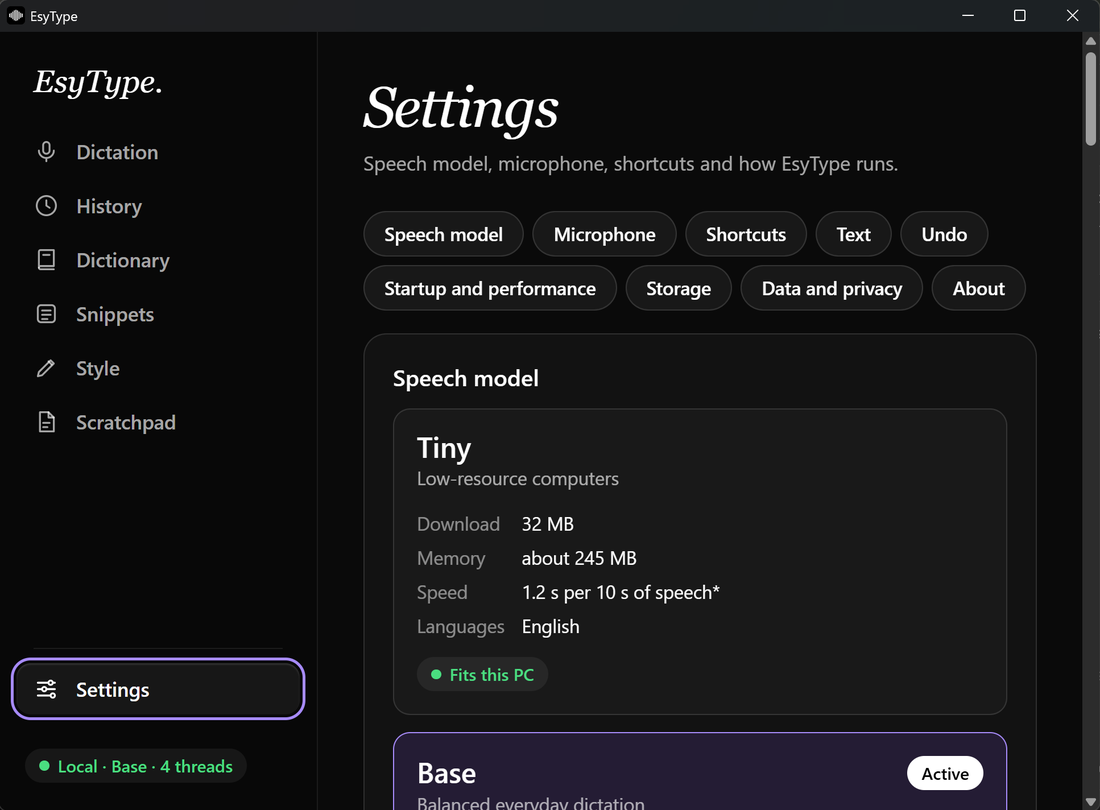 EsyType
EsyType.
Dictation
History
Dictionary
Snippets
Style
Scratchpad
Settings
Local · Base · 4 threads
Settings
Speech model, microphone, shortcuts and how EsyType runs.
Speech model Microphone Shortcuts Text Undo
Startup and performance Storage Data and privacy About
Speech model
Tiny
Low-resource computers
Download 32 MB
Memory about 245 MB
Speed 1.2 s per 10 s of speech*
Languages English
Fits this PC
Base Active
Balanced everyday dictation